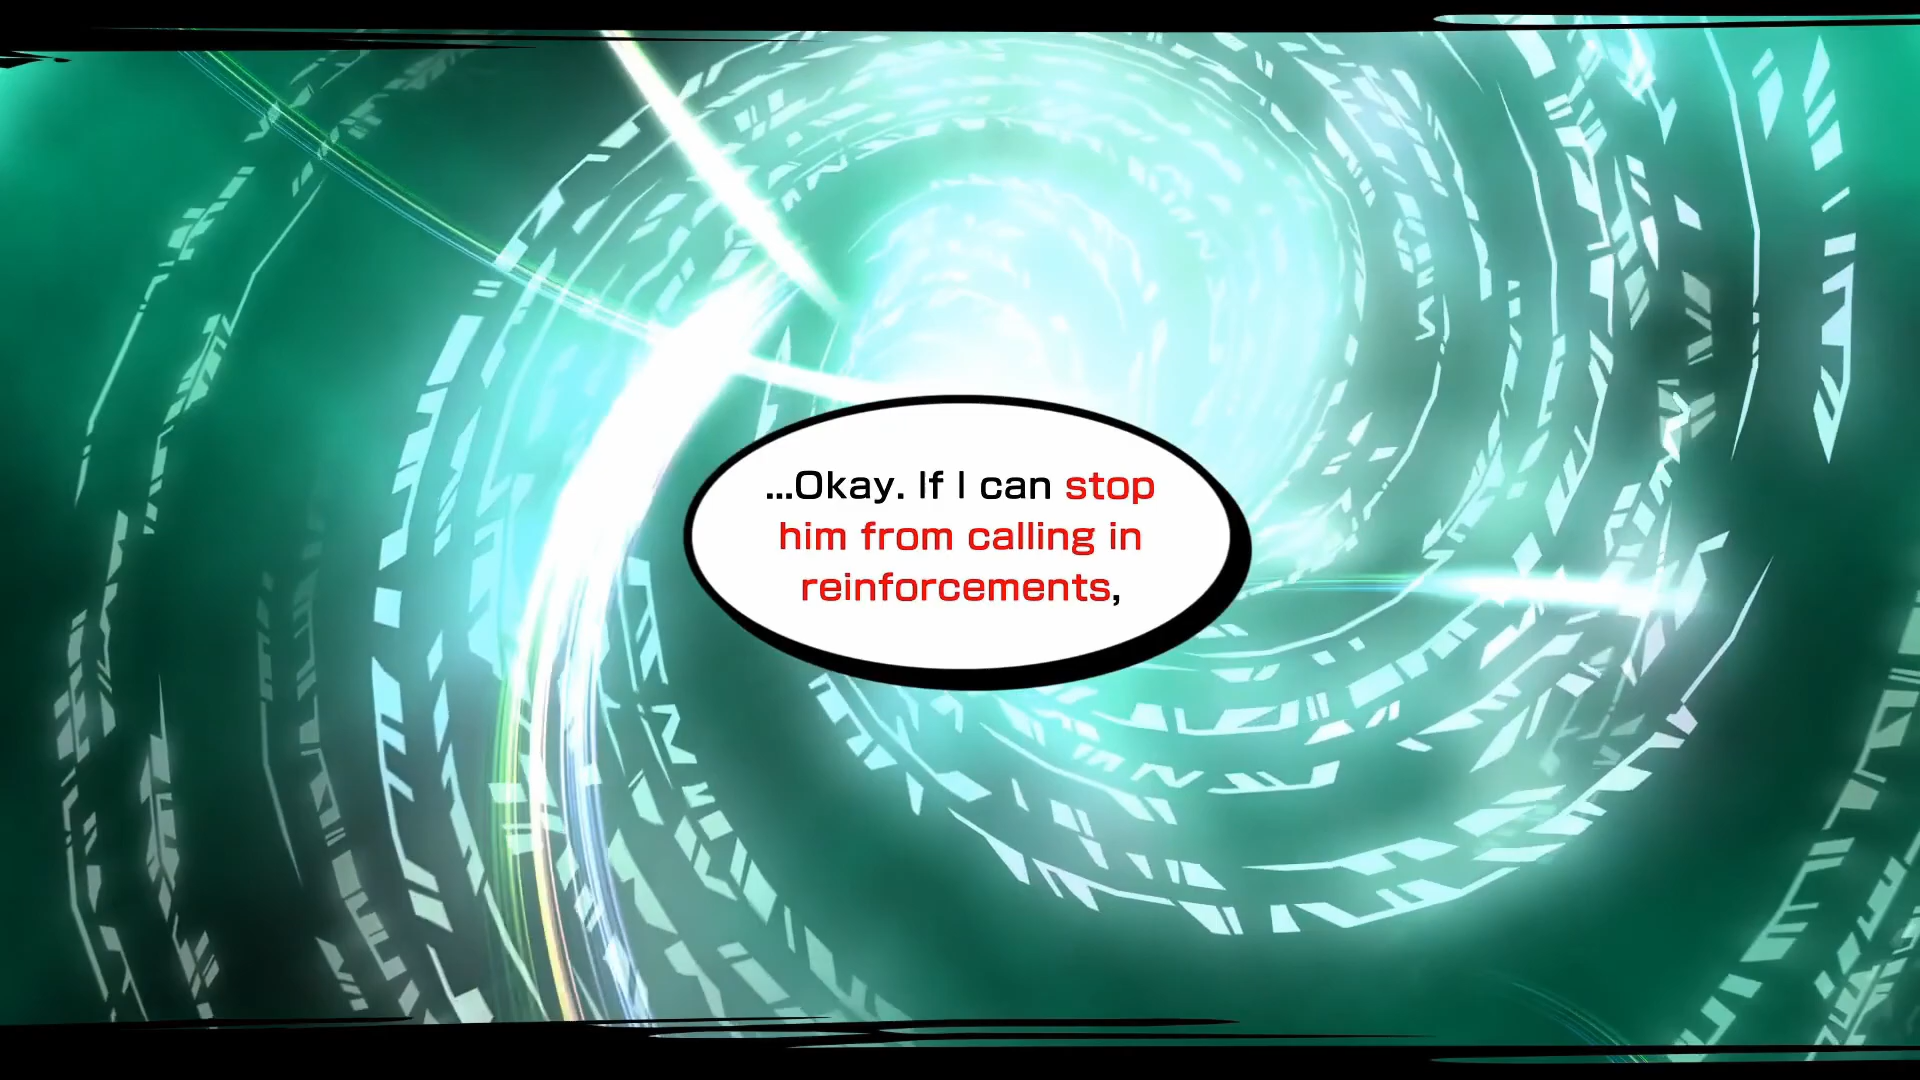 ...Okay. If I can stop
him from calling in
reinforcements,